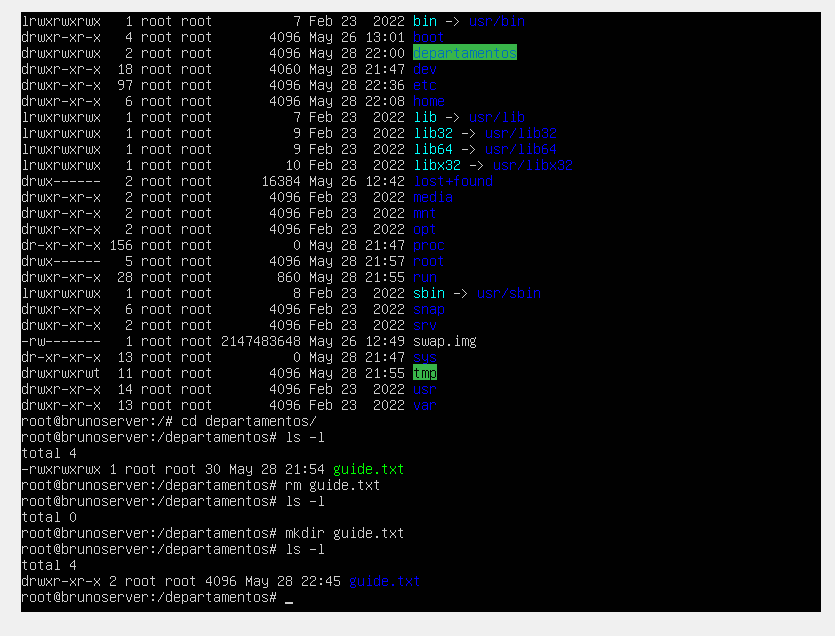 lrwxrwxrwx   1 root root          7 Feb 23  2022 bin -> usr/bin
drwxr-xr-x   4 root root       4096 May 26 13:01 boot
drwxrwxrwx   2 root root       4096 May 28 22:00 departamentos
drwxr-xr-x  18 root root       4060 May 28 21:47 dev
drwxr-xr-x  97 root root       4096 May 28 22:36 etc
drwxr-xr-x   6 root root       4096 May 28 22:08 home
lrwxrwxrwx   1 root root          7 Feb 23  2022 lib -> usr/lib
lrwxrwxrwx   1 root root          9 Feb 23  2022 lib32 -> usr/lib32
lrwxrwxrwx   1 root root          9 Feb 23  2022 lib64 -> usr/lib64
lrwxrwxrwx   1 root root         10 Feb 23  2022 libx32 -> usr/libx32
drwx------   2 root root      16384 May 26 12:42 lost+found
drwxr-xr-x   2 root root       4096 Feb 23  2022 media
drwxr-xr-x   2 root root       4096 Feb 23  2022 mnt
drwxr-xr-x   2 root root       4096 Feb 23  2022 opt
dr-xr-xr-x 156 root root          0 May 28 21:47 proc
drwx------   5 root root       4096 May 28 21:57 root
drwxr-xr-x  28 root root        860 May 28 21:55 run
lrwxrwxrwx   1 root root          8 Feb 23  2022 sbin -> usr/sbin
drwxr-xr-x   6 root root       4096 Feb 23  2022 snap
drwxr-xr-x   2 root root       4096 Feb 23  2022 srv
-rw-------   1 root root 2147483648 May 26 12:49 swap.img
dr-xr-xr-x  13 root root          0 May 28 21:47 sys
drwxrwxrwt  11 root root       4096 May 28 21:55 tmp
drwxr-xr-x  14 root root       4096 Feb 23  2022 usr
drwxr-xr-x  13 root root       4096 Feb 23  2022 var
root@brunoserver:/# cd departamentos/
root@brunoserver:/departamentos# ls -l
total 4
-rwxrwxrwx 1 root root 30 May 28 21:54 guide.txt
root@brunoserver:/departamentos# rm guide.txt
root@brunoserver:/departamentos# ls -l
total 0
root@brunoserver:/departamentos# mkdir guide.txt
root@brunoserver:/departamentos# ls -l
total 4
drwxr-xr-x 2 root root 4096 May 28 22:45 guide.txt
root@brunoserver:/departamentos# _